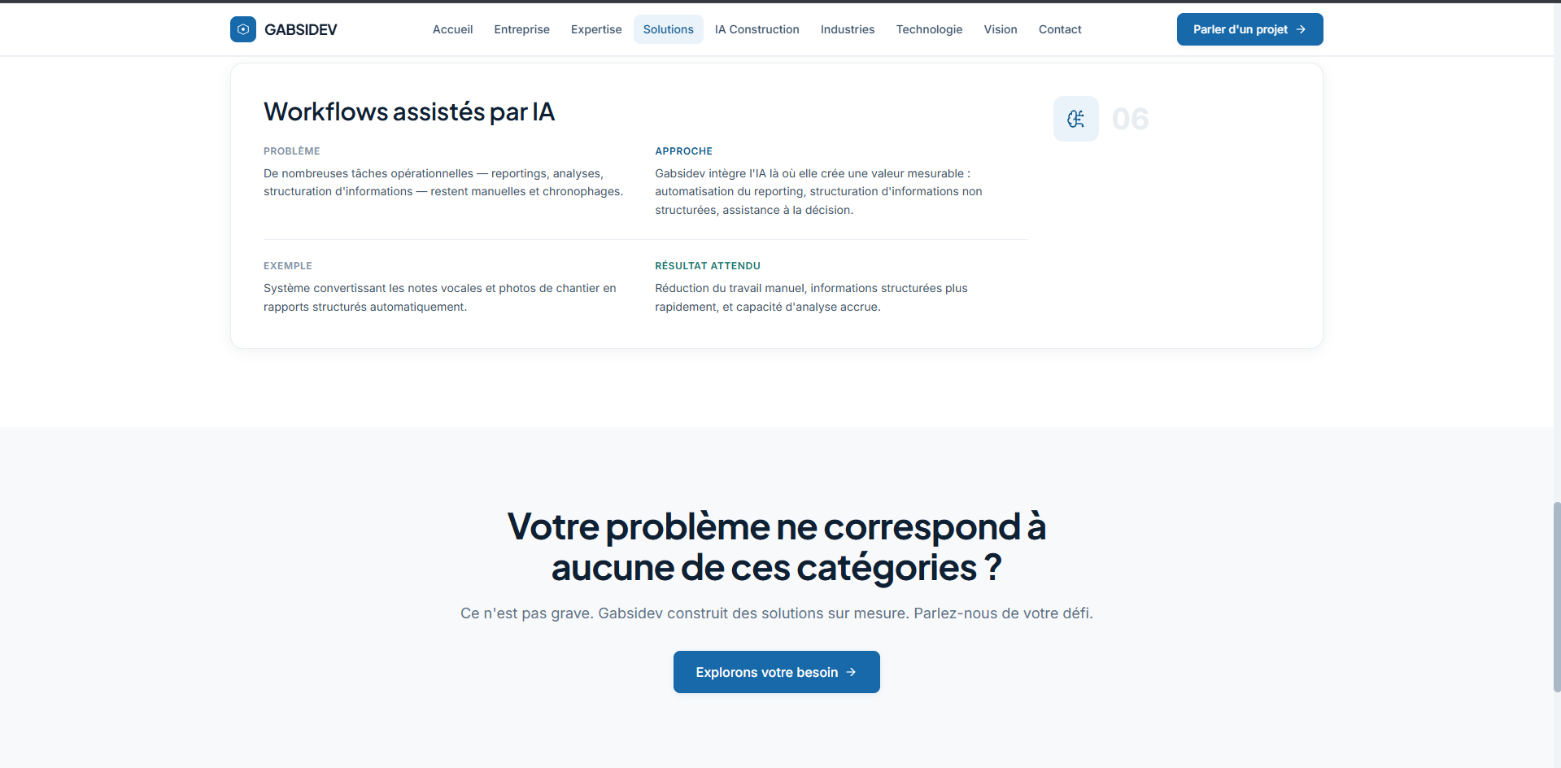 GABSIDEV
Accueil
Entreprise
Expertise
Solutions
IA Construction
Industries
Technologie
Vision
Contact
Parler d'un projet →
Workflows assistés par IA
06
PROBLÈME
De nombreuses tâches opérationnelles — reportings, analyses,
structuration d'informations — restent manuelles et chronophages.
APPROCHE
Gabsidev intègre l'IA là où elle crée une valeur mesurable :
automatisation du reporting, structuration d'informations non
structurées, assistance à la décision.
EXEMPLE
Système convertissant les notes vocales et photos de chantier en
rapports structurés automatiquement.
RÉSULTAT ATTENDU
Réduction du travail manuel, informations structurées plus
rapidement, et capacité d'analyse accrue.
Votre problème ne correspond à
aucune de ces catégories ?
Ce n'est pas grave. Gabsidev construit des solutions sur mesure. Parlez-nous de votre défi.
Explorons votre besoin →